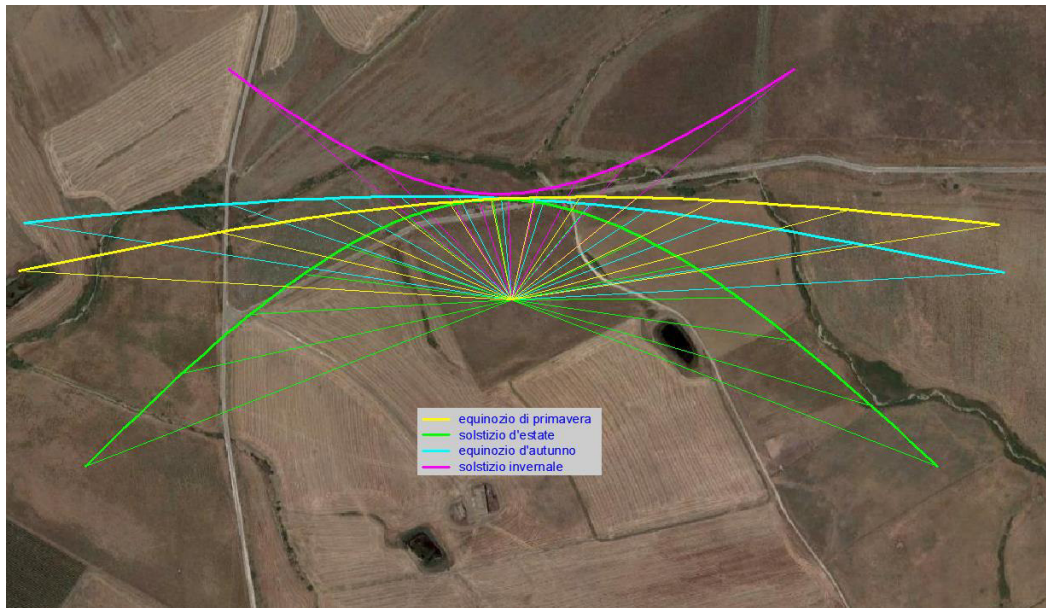 equinozio di primavera
solstizio d'estate
equinozio d'autunno
solstizio invernale